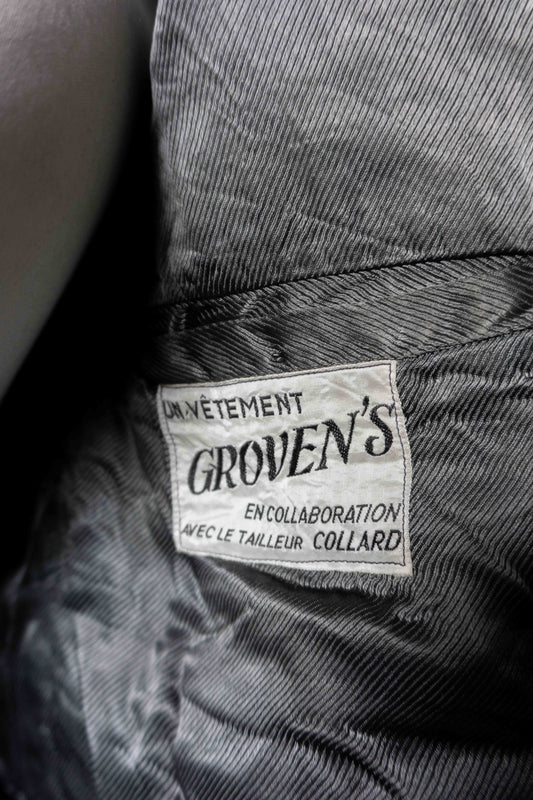 UN VÊTEMENT
GROVEN'S
EN COLLABORATION
AVEC LE TAILLEUR COLLARD